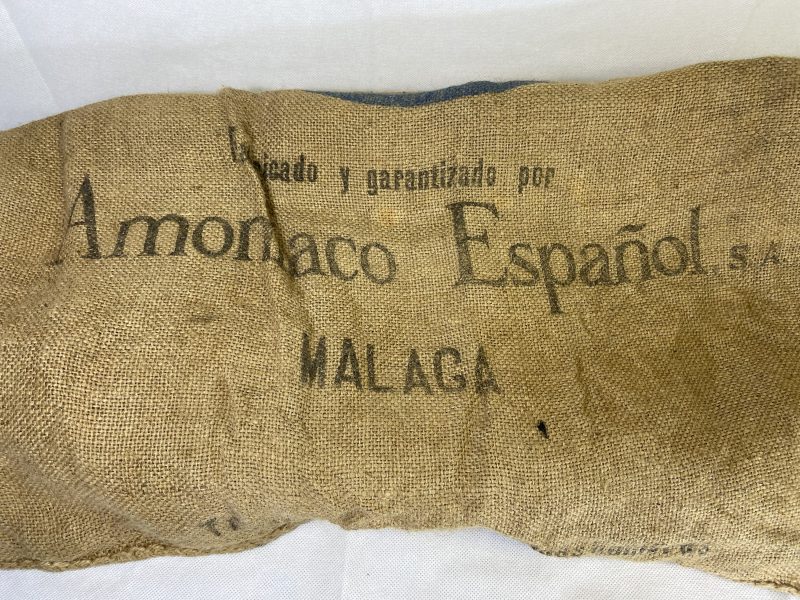 y garantizado por
Amoniaco Español, S.A.
MALAGA